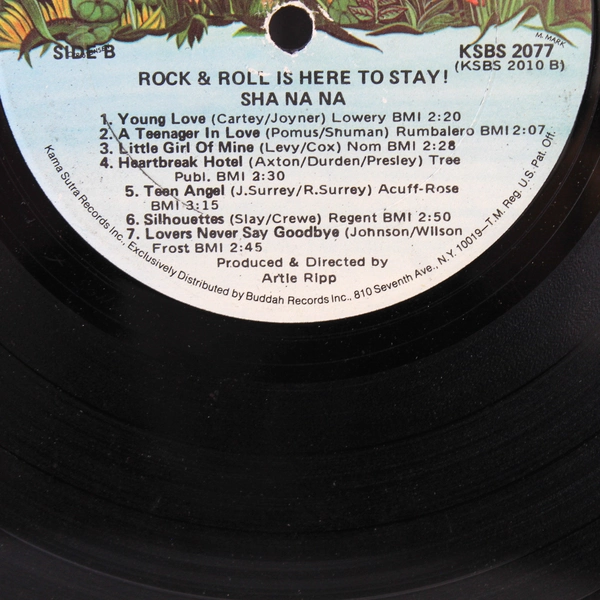 SIDE B
KSBS 2077
(KSBS 2010 B)
M. MARK
ROCK & ROLL IS HERE TO STAY!
SHA NA NA
1. Young Love (Cartey/Joyner) Lowery BMI 2:20
2. A Teenager In Love (Pomus/Shuman) Rumbalero BMI 2:07
3. Little Girl Of Mine (Levy/Cox) Nom BMI 2:28
4. Heartbreak Hotel (Axton/Durden/Presley) Tree
Publ. BMI 2:30
5. Teen Angel (J.Surrey/R.Surrey) Acuff-Rose
BMI 3:15
6. Silhouettes (Slay/Crewe) Regent BMI 2:50
7. Lovers Never Say Goodbye (Johnson/Wilson
Frost BMI 2:45
Produced & Directed by
Artie Ripp
Kama Sutra Records Inc., Exclusively Distributed by Buddah Records Inc., 810 Seventh Ave., N.Y. 10019—T.M. Reg. U.S. Pat. Off.